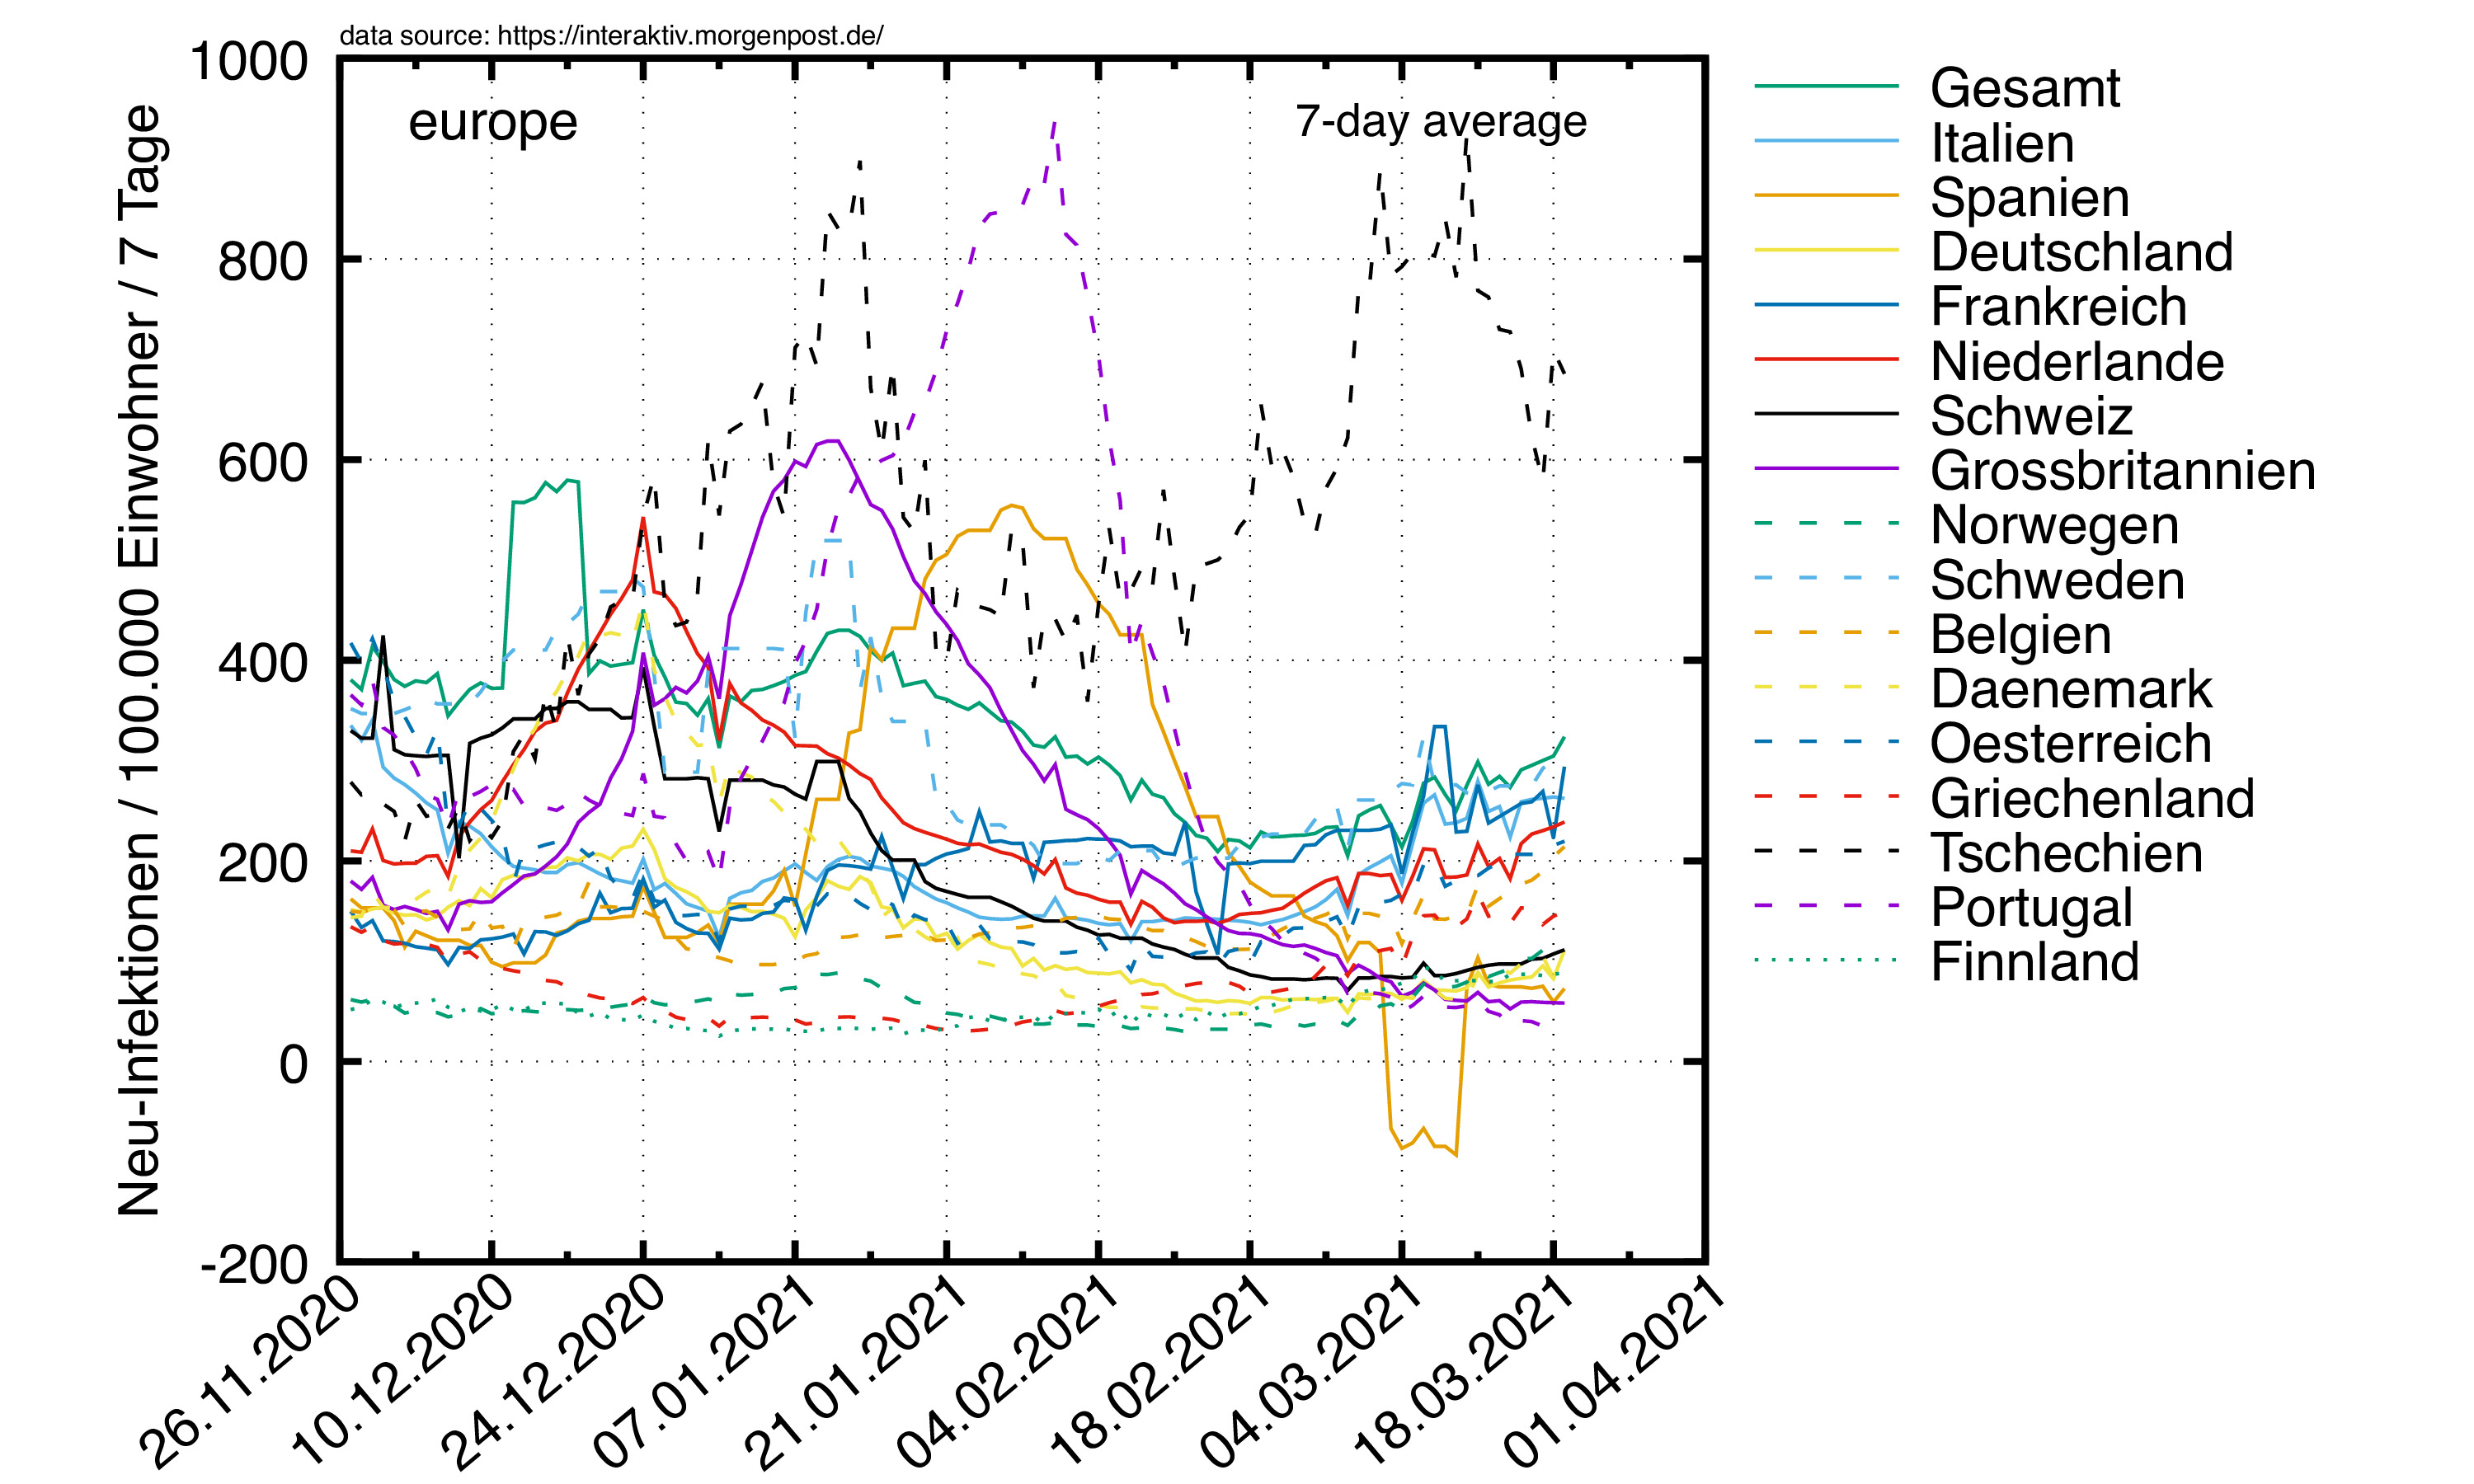 data source: https://interaktiv.morgenpost.de/
europe
7-day average
Neu-Infektionen / 100.000 Einwohner / 7 Tage
1000
800
600
400
200
0
-200
26.11.2020
10.12.2020
24.12.2020
07.01.2021
21.01.2021
04.02.2021
18.02.2021
04.03.2021
18.03.2021
01.04.2021
Gesamt
Italien
Spanien
Deutschland
Frankreich
Niederlande
Schweiz
Grossbritannien
Norwegen
Schweden
Belgien
Daenemark
Oesterreich
Griechenland
Tschechien
Portugal
Finnland